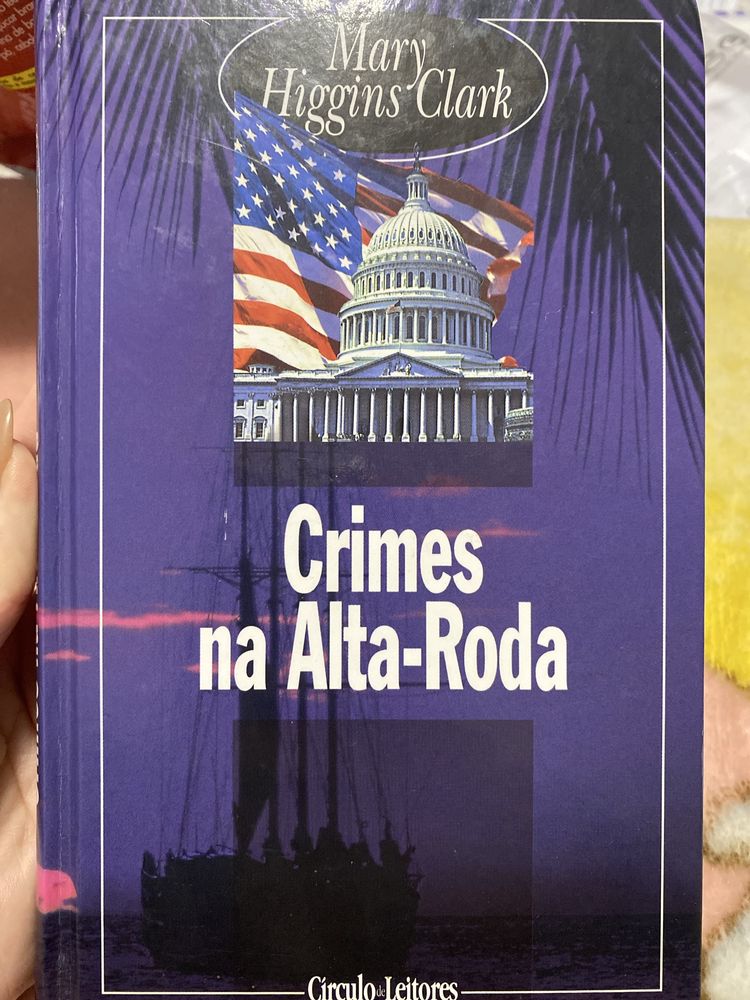 Mary
Higgins Clark
Crimes
na Alta-Roda
Círculo de Leitores